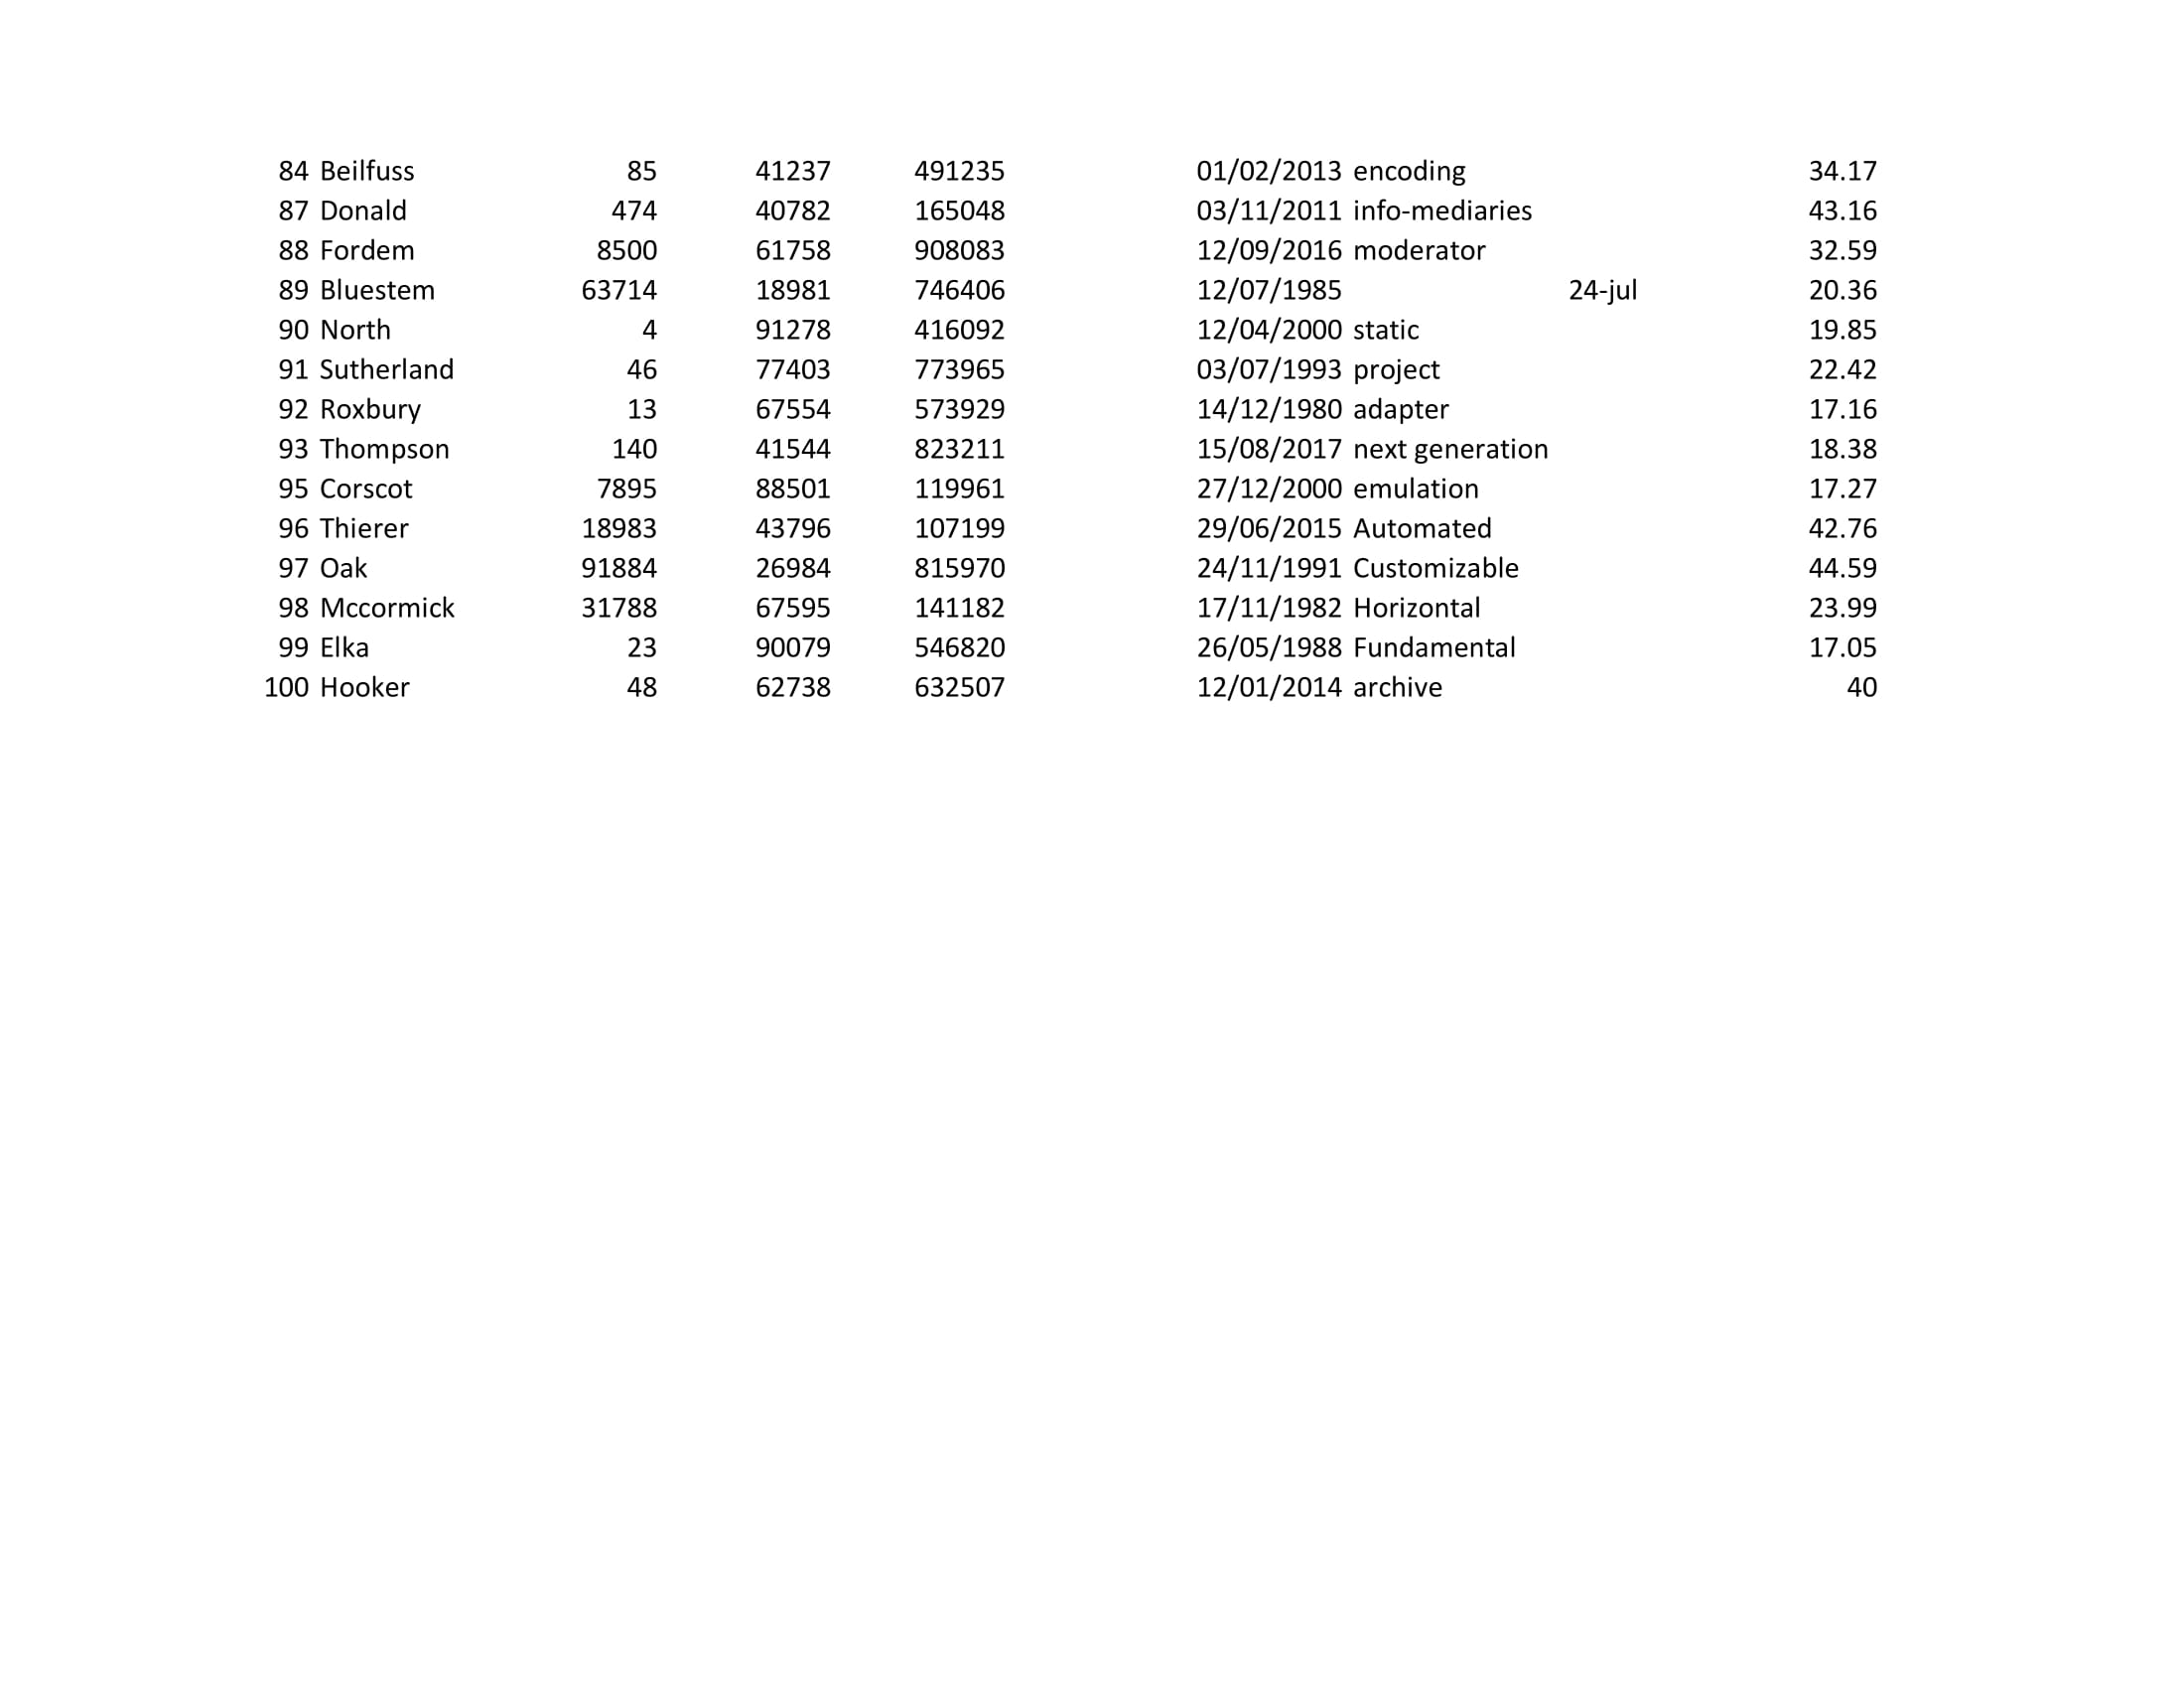 84 Beilfuss 85 41237 491235 01/02/2013 encoding 34.17
87 Donald 474 40782 165048 03/11/2011 info-mediaries 43.16
88 Fordem 8500 61758 908083 12/09/2016 moderator 32.59
89 Bluestem 63714 18981 746406 12/07/1985 24-jul 20.36
90 North 4 91278 416092 12/04/2000 static 19.85
91 Sutherland 46 77403 773965 03/07/1993 project 22.42
92 Roxbury 13 67554 573929 14/12/1980 adapter 17.16
93 Thompson 140 41544 823211 15/08/2017 next generation 18.38
95 Corscot 7895 88501 119961 27/12/2000 emulation 17.27
96 Thierer 18983 43796 107199 29/06/2015 Automated 42.76
97 Oak 91884 26984 815970 24/11/1991 Customizable 44.59
98 Mccormick 31788 67595 141182 17/11/1982 Horizontal 23.99
99 Elka 23 90079 546820 26/05/1988 Fundamental 17.05
100 Hooker 48 62738 632507 12/01/2014 archive 40